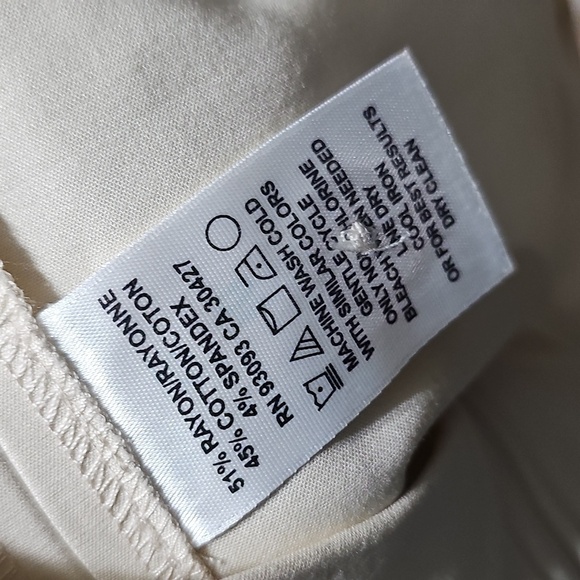 51% RAYON/RAYONNE
45% COTTON/COTON
4% SPANDEX
RN 93093 CA 30427
MACHINE WASH COLD
WITH SIMILAR COLORS
GENTLE CYCLE
ONLY NON CHLORINE
BLEACH WHEN NEEDED
LINE DRY
COOL IRON
OR FOR BEST RESULTS
DRY CLEAN